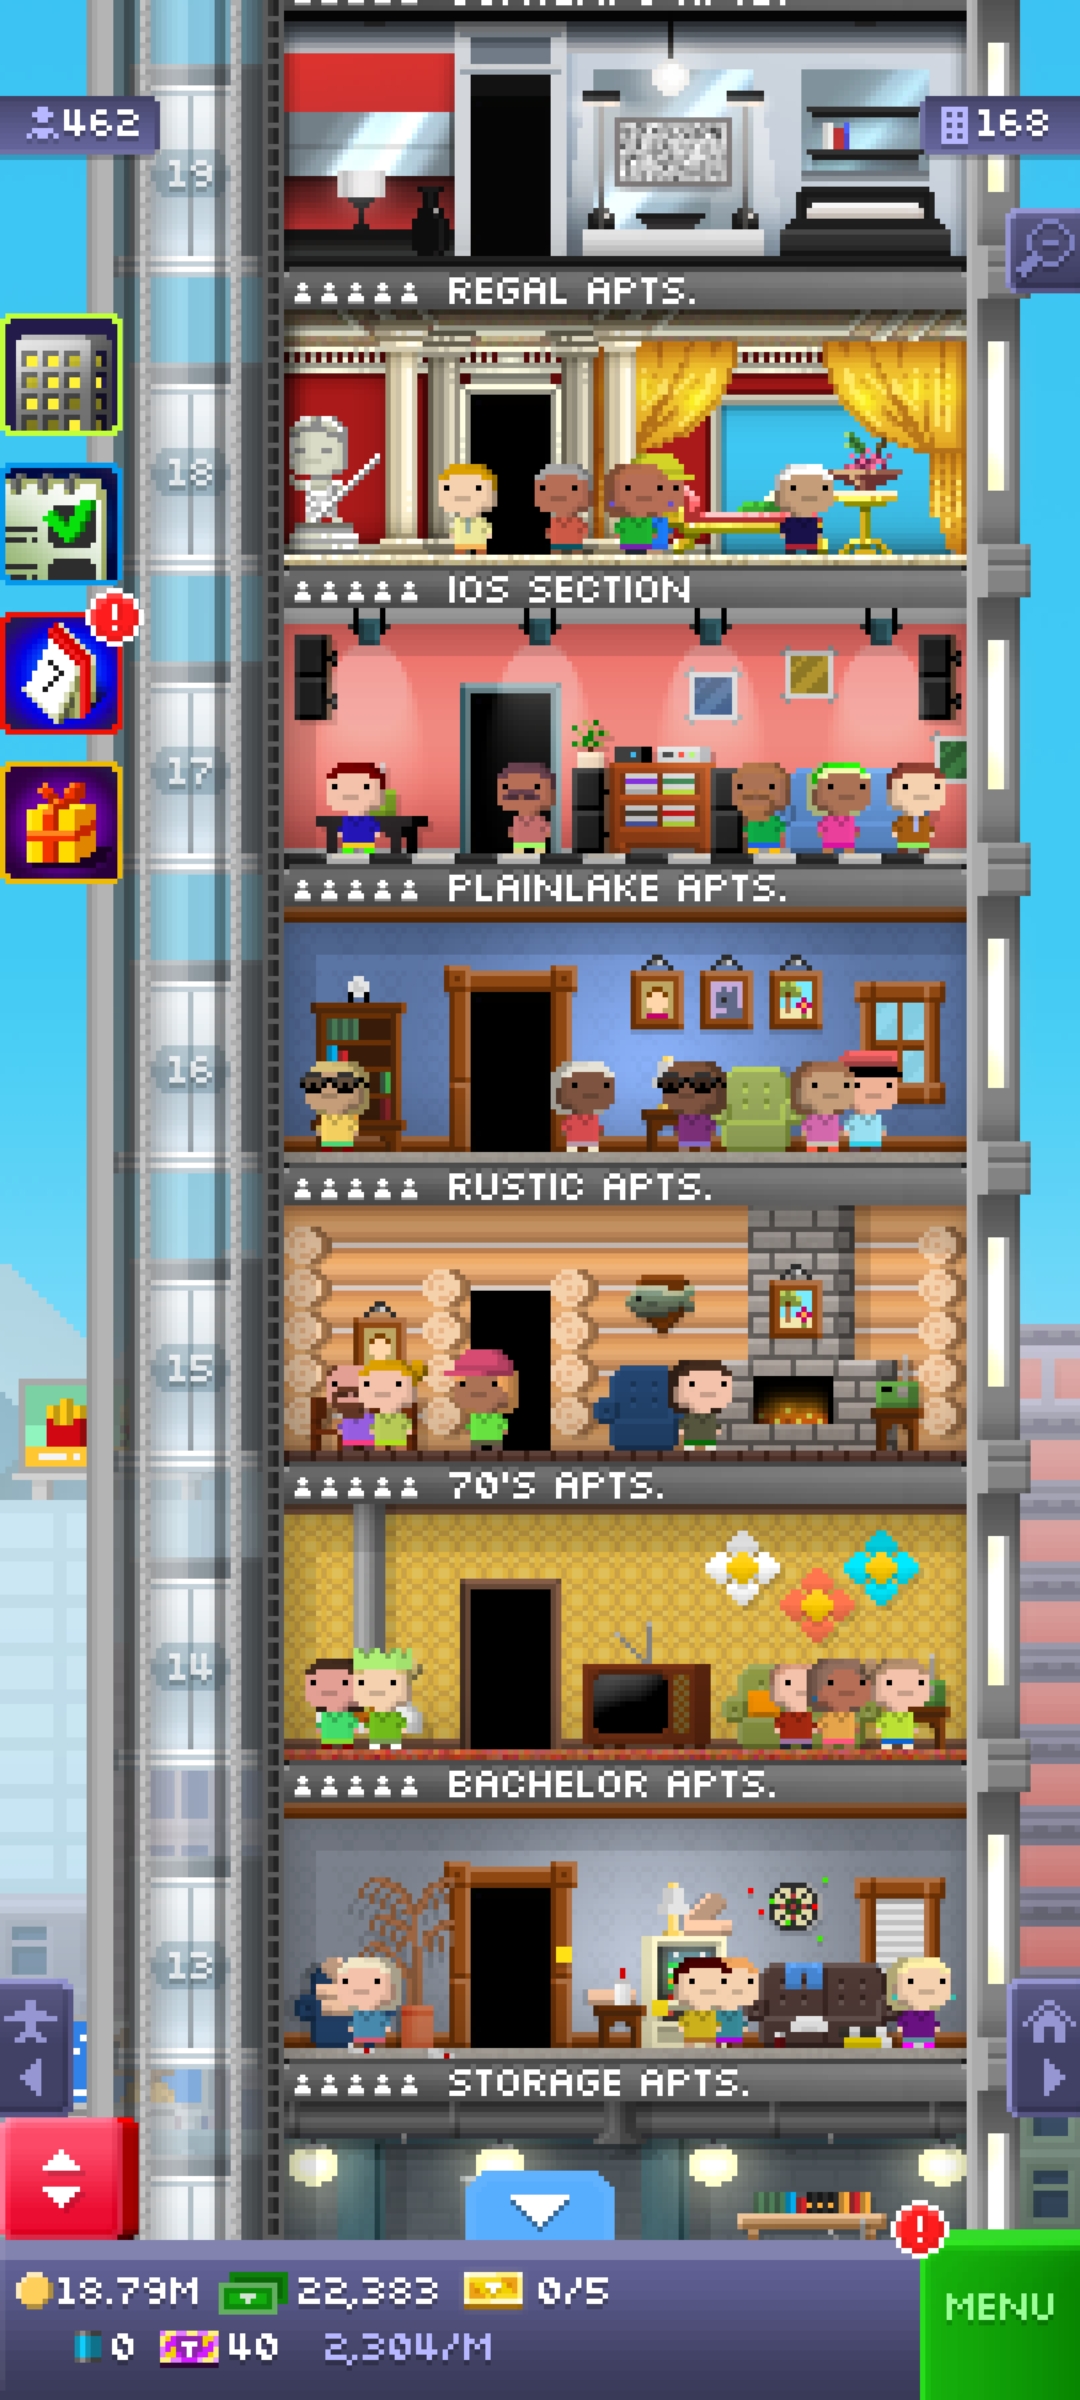 462
168
19
REGAL APTS.
18
IOS SECTION
17
PLAINLAKE APTS.
16
RUSTIC APTS.
15
70'S APTS.
14
BACHELOR APTS.
13
STORAGE APTS.
18.79M 22,383 0/5
0 40 2,304/M
MENU